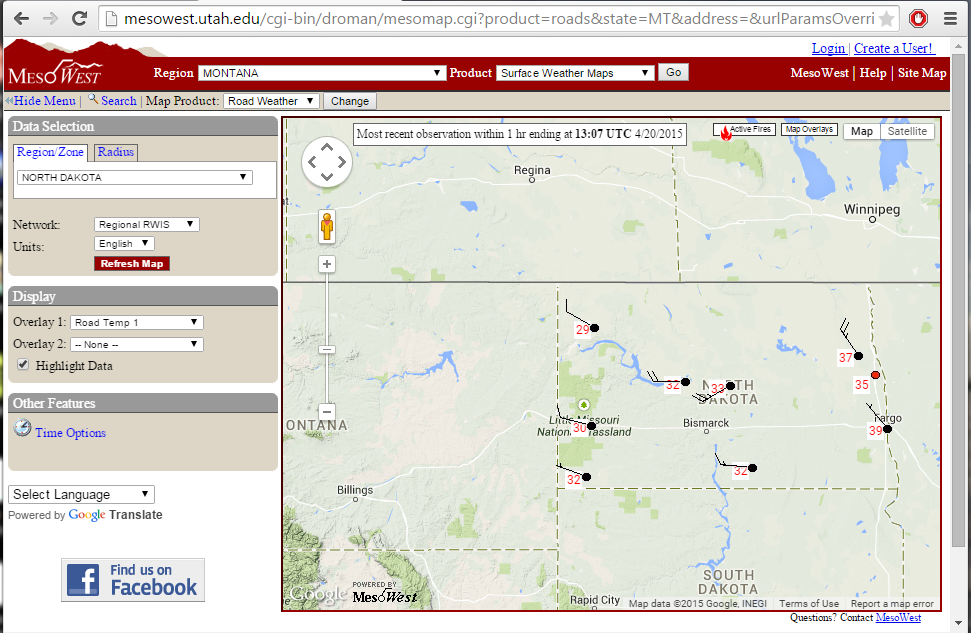 mesowest.utah.edu/cgi-bin/droman/mesomap.cgi?product=roads&state=MT&address=&urlParamsOverri
Login | Create a User!
MESOWEST Region MONTANA Product Surface Weather Maps Go MesoWest | Help | Site Map
Hide Menu | Search | Map Product: Road Weather Change
Data Selection
Region/Zone Radius
NORTH DAKOTA
Network: Regional RWIS
Units: English
Refresh Map
Display
Overlay 1: Road Temp 1
Overlay 2: -- None --
Highlight Data
Other Features
Time Options
Select Language
Powered by Google Translate
Find us on
Facebook
Most recent observation within 1 hr ending at 13:07 UTC 4/20/2015
Active Fires Map Overlays Map Satellite
Regina
Winnipeg
29
37
32 33 NORTH
DAKOTA
35
Little Missouri
National Grassland
30
Bismarck
Fargo
39
ONTANA
32
32
Billings
SOUTH
DAKOTA
Rapid City
Google
POWERED BY
MesoWest
Map data ©2015 Google, INEGI Terms of Use Report a map error
Questions? Contact MesoWest